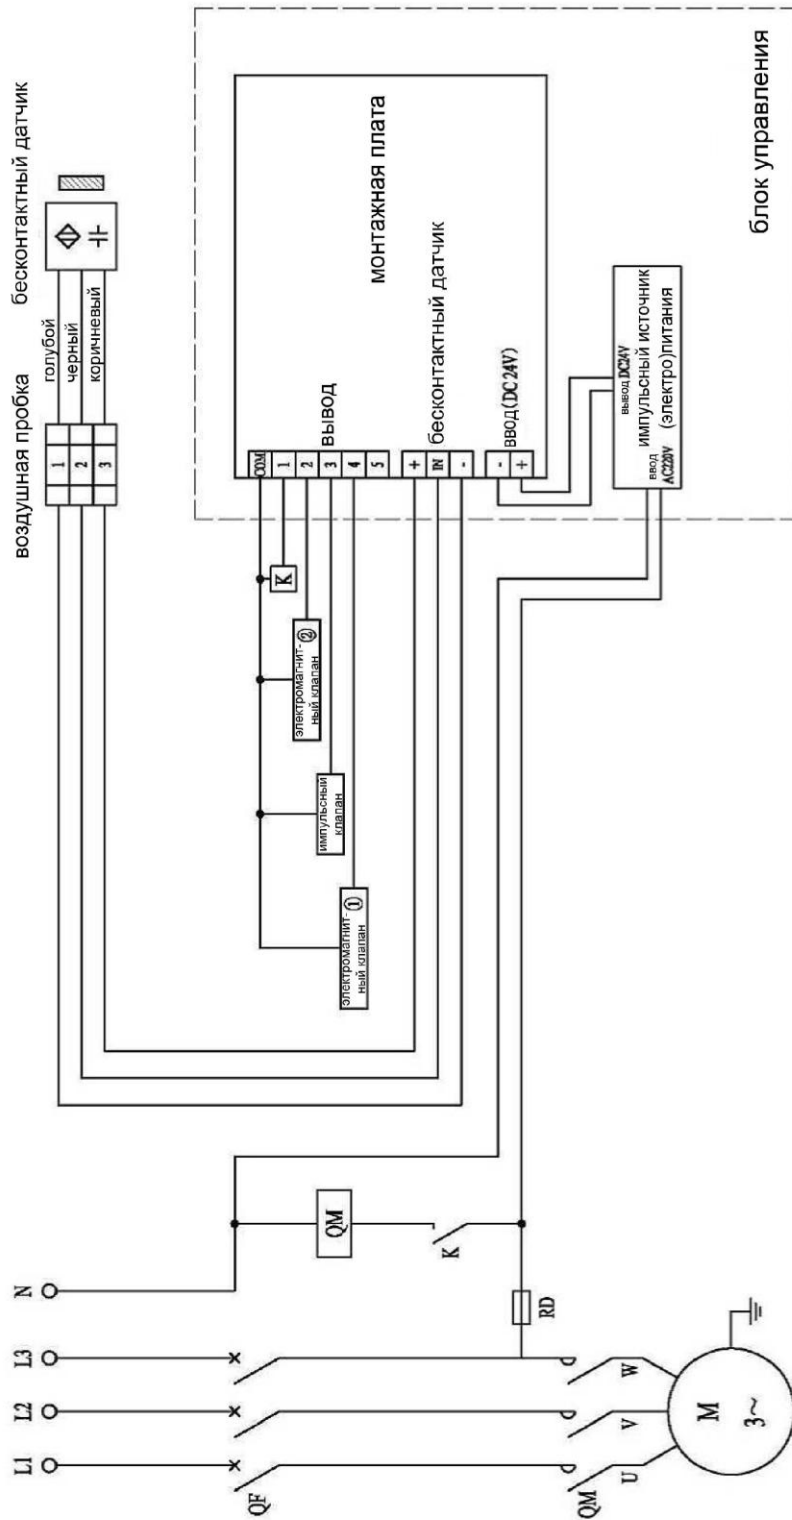 L1
L2
L3
N
QF
QM
U
V
W
M
3~
RD
K
QM
воздушная пробка
1
2
3
голубой
черный
коричневый
бесконтактный датчик
электромагнит-
ный клапан
①
импульсный
клапан
электромагнит-
ный клапан
②
K
COM
1
2
3
4
5
вывод
+
IN
-
бесконтактный датчик
-
+
ввод(DC 24V)
монтажная плата
ввод
AC220V
вывод DC24V
импульсный источник
(электро)питания
блок управления